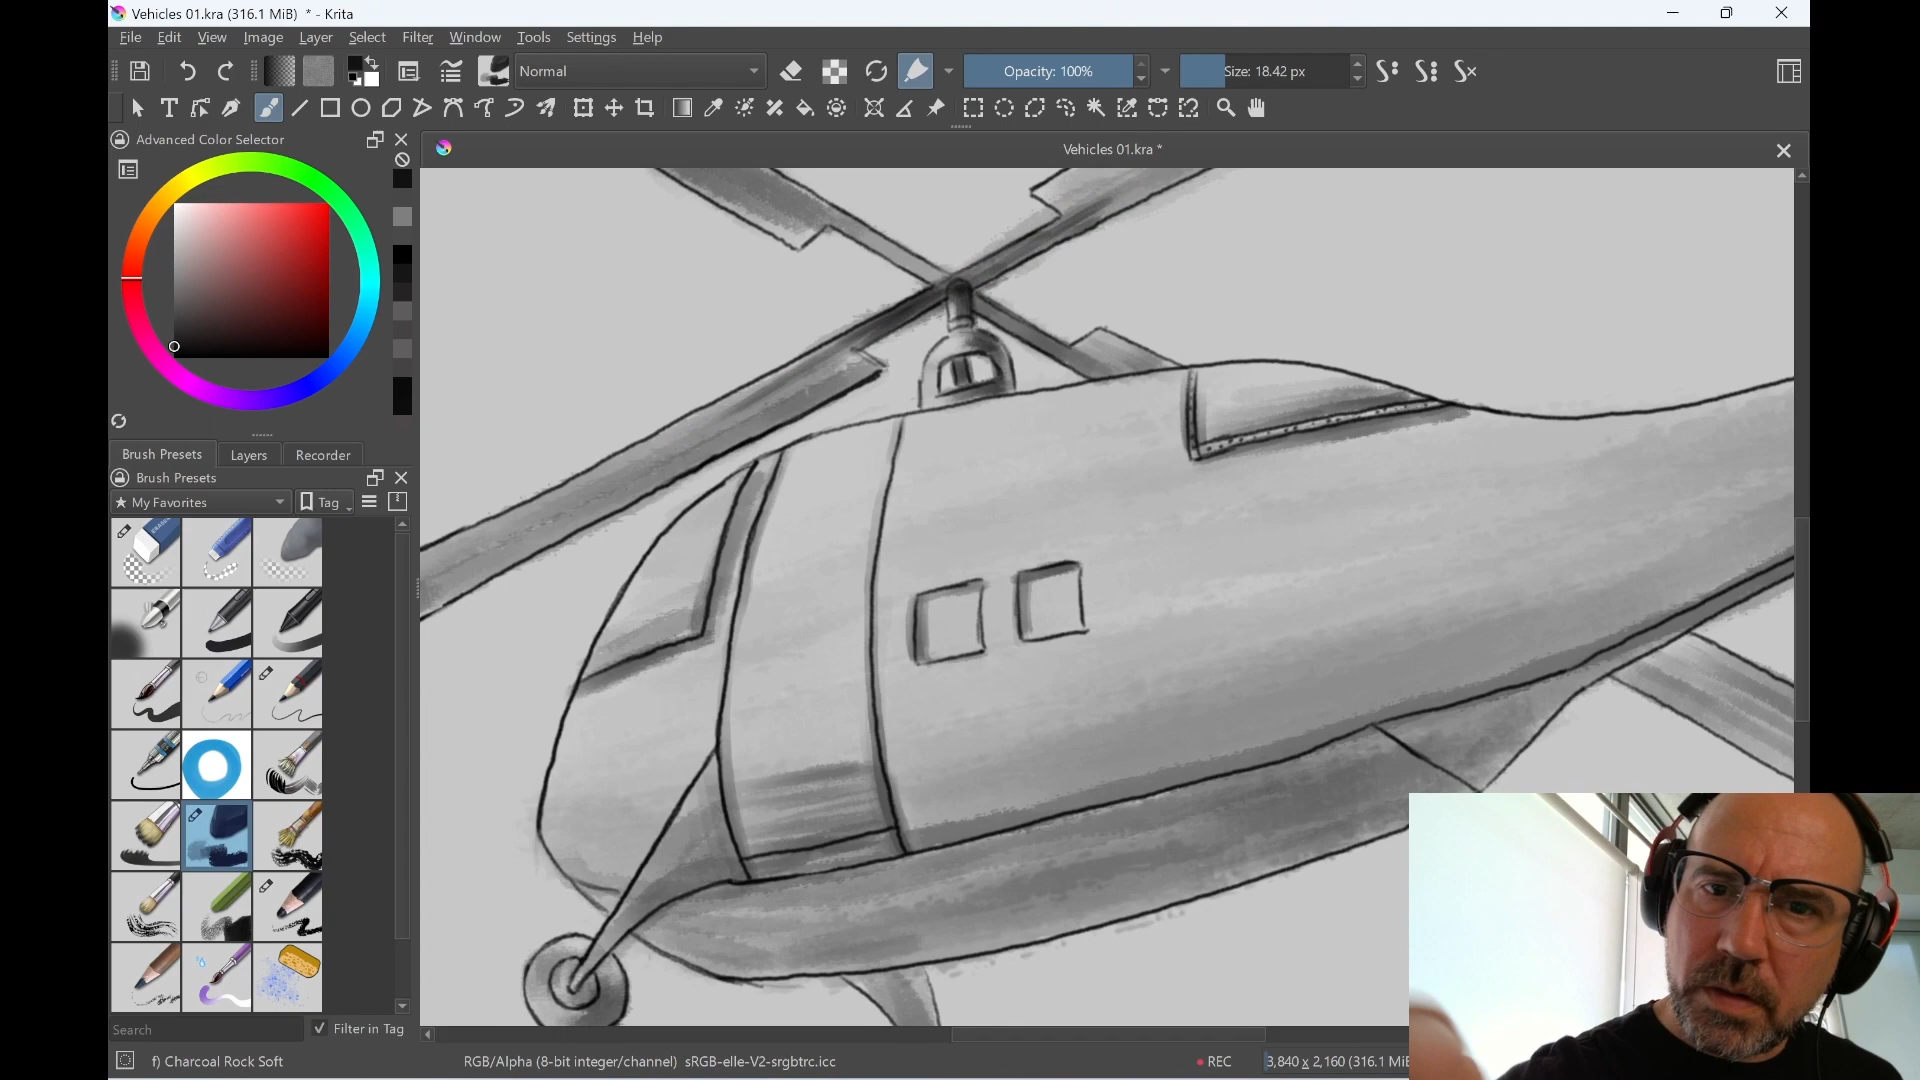 Vehicles 01.kra (316.1 MiB) * - Krita
File Edit View Image Layer Select Filter Window Tools Settings Help
Normal Opacity: 100% Size: 18.42 px
Advanced Color Selector
Vehicles 01.kra *
Brush Presets Layers Recorder
Brush Presets
★ My Favorites Tag
Search Filter in Tag
f) Charcoal Rock Soft RGB/Alpha (8-bit integer/channel) sRGB-elle-V2-srgbtrc.icc REC 3,840 x 2,160 (316.1 MiB